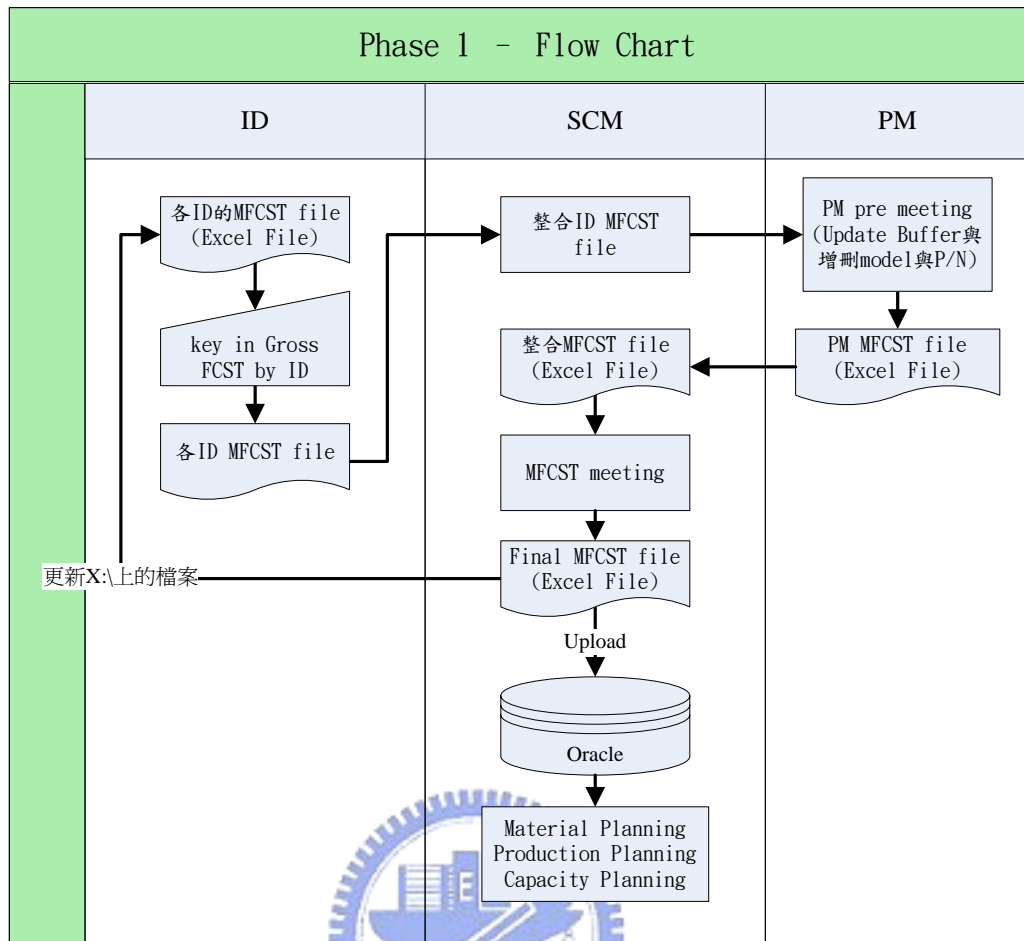 Phase 1 – Flow Chart
ID
SCM
PM
各ID的MFCST file
(Excel File)
key in Gross
FCST by ID
各ID MFCST file
整合ID MFCST
file
PM pre meeting
(Update Buffer與
增刪model與P/N)
PM MFCST file
(Excel File)
整合MFCST file
(Excel File)
MFCST meeting
Final MFCST file
(Excel File)
更新X:\上的檔案
Upload
Oracle
Material Planning
Production Planning
Capacity Planning